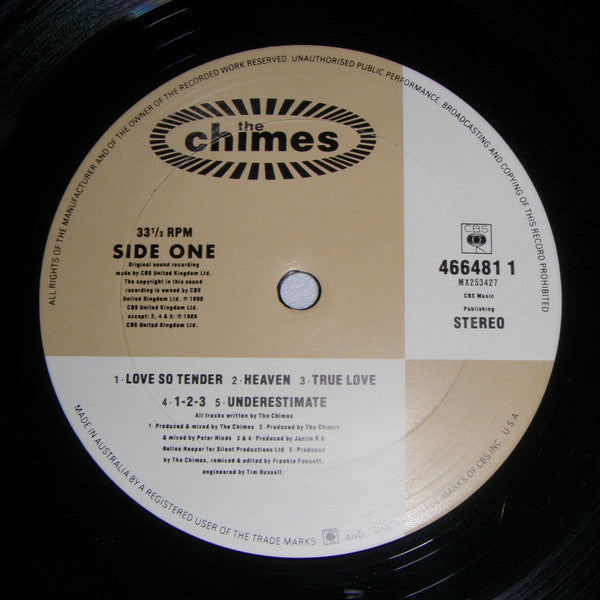 ALL RIGHTS OF THE MANUFACTURER AND OF THE OWNER OF THE RECORDED WORK RESERVED. UNAUTHORISED PUBLIC PERFORMANCE, BROADCASTING AND COPYING OF THIS RECORD PROHIBITED
the
chimes
33 1/3 RPM
SIDE ONE
Original sound recording
made by CBS United Kingdom Ltd.
The copyright in this sound
recording is owned by CBS
United Kingdom Ltd. ℗ 1990
CBS United Kingdom Ltd.
except: 2, 4 & 5: ℗ 1989
CBS United Kingdom Ltd.
CBS
466481 1
MX253427
CBS Music
Publishing
STEREO
1·LOVE SO TENDER 2·HEAVEN 3·TRUE LOVE
4·1-2-3 5·UNDERESTIMATE
All tracks written by The Chimes
1·Produced & mixed by The Chimes 2·Produced by The Chimes
& mixed by Peter Hinds 3 & 4·Produced by Jazzie B &
Nellee Hooper for Silent Productions Ltd 5·Produced
by The Chimes, remixed & edited by Frankie Foncett.
engineered by Tim Russell.
MADE IN AUSTRALIA BY A REGISTERED USER OF THE TRADE MARKS AND MARKS OF CBS INC. U S A